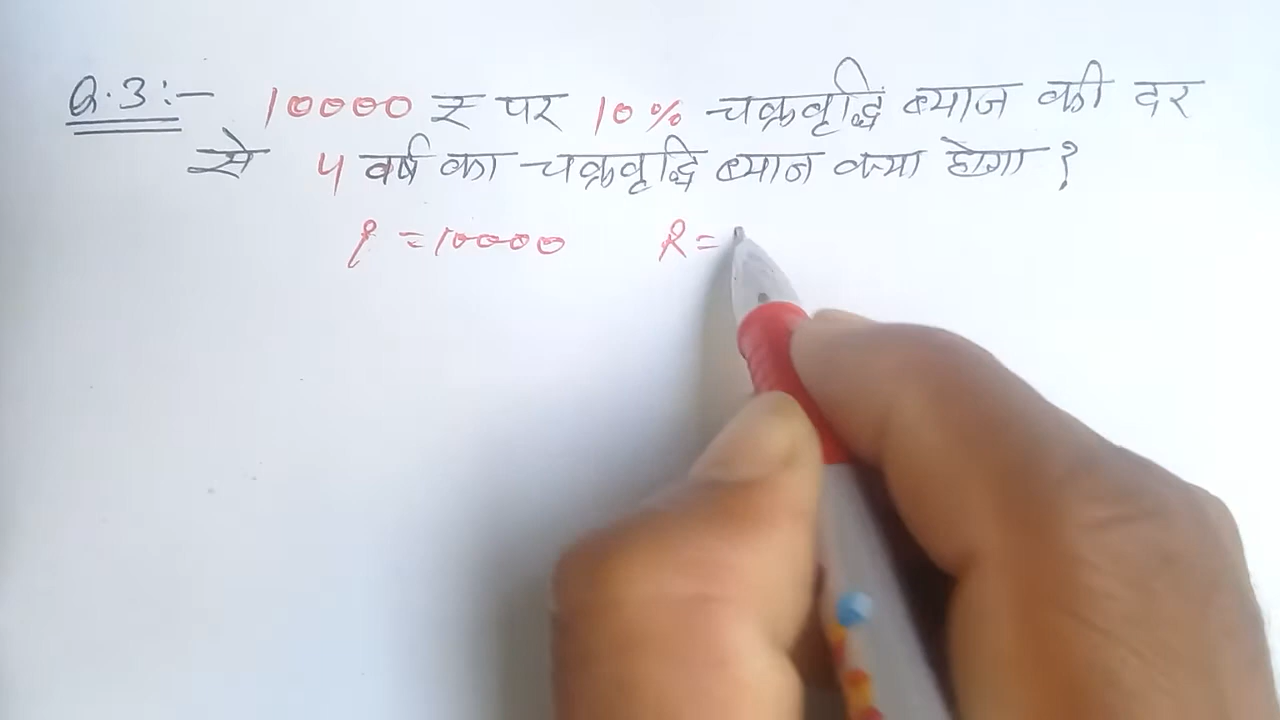 Q.3:- 10000 रु पर 10% चक्रवृद्धि ब्याज की दर
से 4 वर्ष का चक्रवृद्धि ब्याज क्या होगा ?
P = 10000 R =